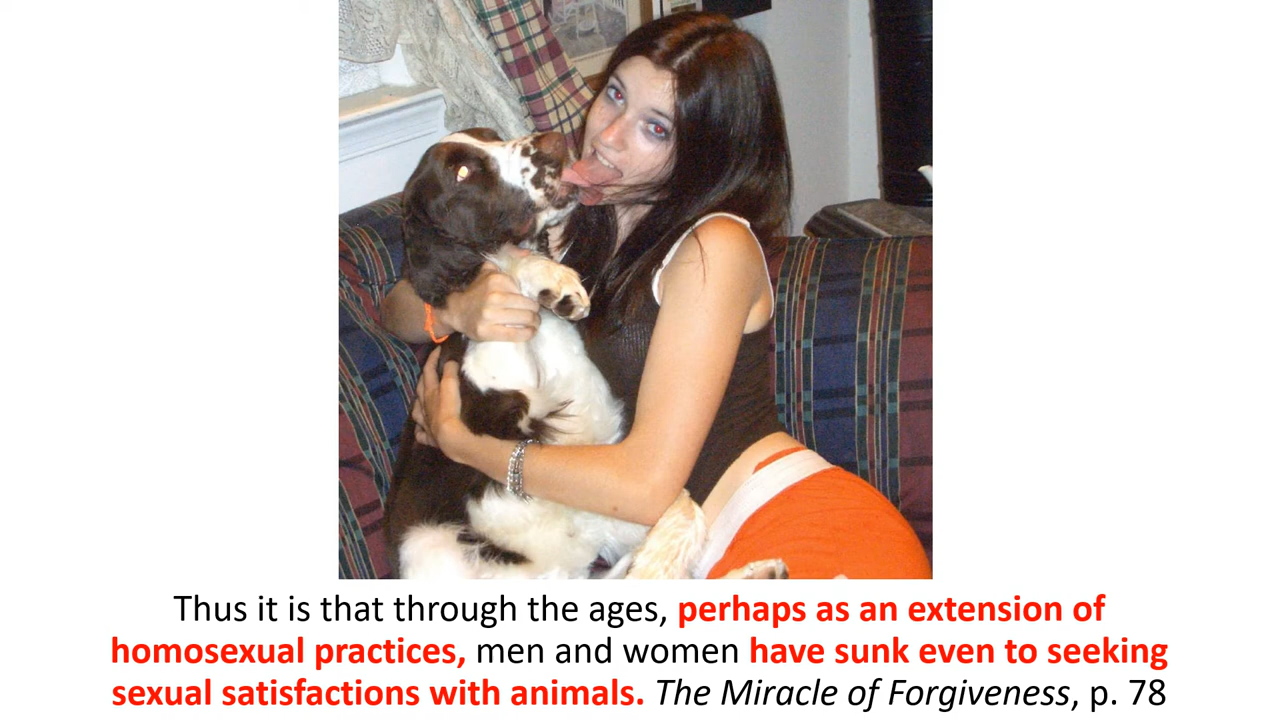 Thus it is that through the ages, perhaps as an extension of
homosexual practices, men and women have sunk even to seeking
sexual satisfactions with animals. The Miracle of Forgiveness, p. 78